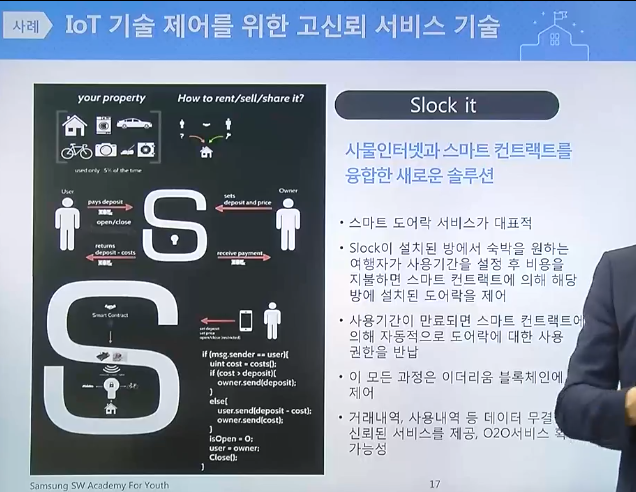 사례
IoT 기술 제어를 위한 고신뢰 서비스 기술
your property
How to rent/sell/share it?
used only 5% of the time
User
Owner
pays deposit
sets
deposit and price
open/close
returns
deposit - costs
receive payment
Smart Contract
set deposit
set price
if (msg.sender == user){
uint cost = costs();
if (cost > deposit){
owner.send(deposit);
}
else{
user.send(deposit - cost);
owner.send(cost);
}
isOpen = 0;
user = owner;
Close();
}
Slock it
사물인터넷과 스마트 컨트랙트를
융합한 새로운 솔루션
• 스마트 도어락 서비스가 대표적
• Slock이 설치된 방에서 숙박을 원하는
여행자가 사용기간을 설정 후 비용을
지불하면 스마트 컨트랙트에 의해 해당
방에 설치된 도어락을 제어
• 사용기간이 만료되면 스마트 컨트랙트에
의해 자동적으로 도어락에 대한 사용
권한을 반납
• 이 모든 과정은 이더리움 블록체인에
제어
• 거래내역, 사용내역 등 데이터 무결
신뢰된 서비스를 제공, O2O서비스
가능성
Samsung SW Academy For Youth
17